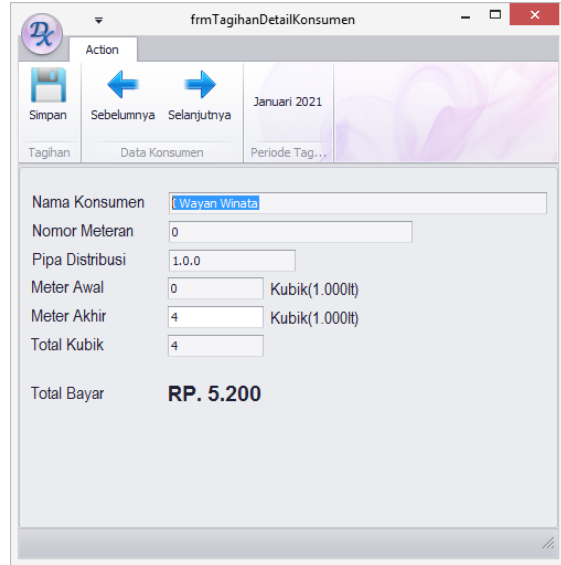 frmTagihanDetailKonsumen
Action
Simpan
Sebelumnya
Selanjutnya
Januari 2021
Tagihan
Data Konsumen
Periode Tag...
Nama Konsumen I Wayan Winata
Nomor Meteran 0
Pipa Distribusi 1.0.0
Meter Awal 0 Kubik(1.000lt)
Meter Akhir 4 Kubik(1.000lt)
Total Kubik 4
Total Bayar RP. 5.200